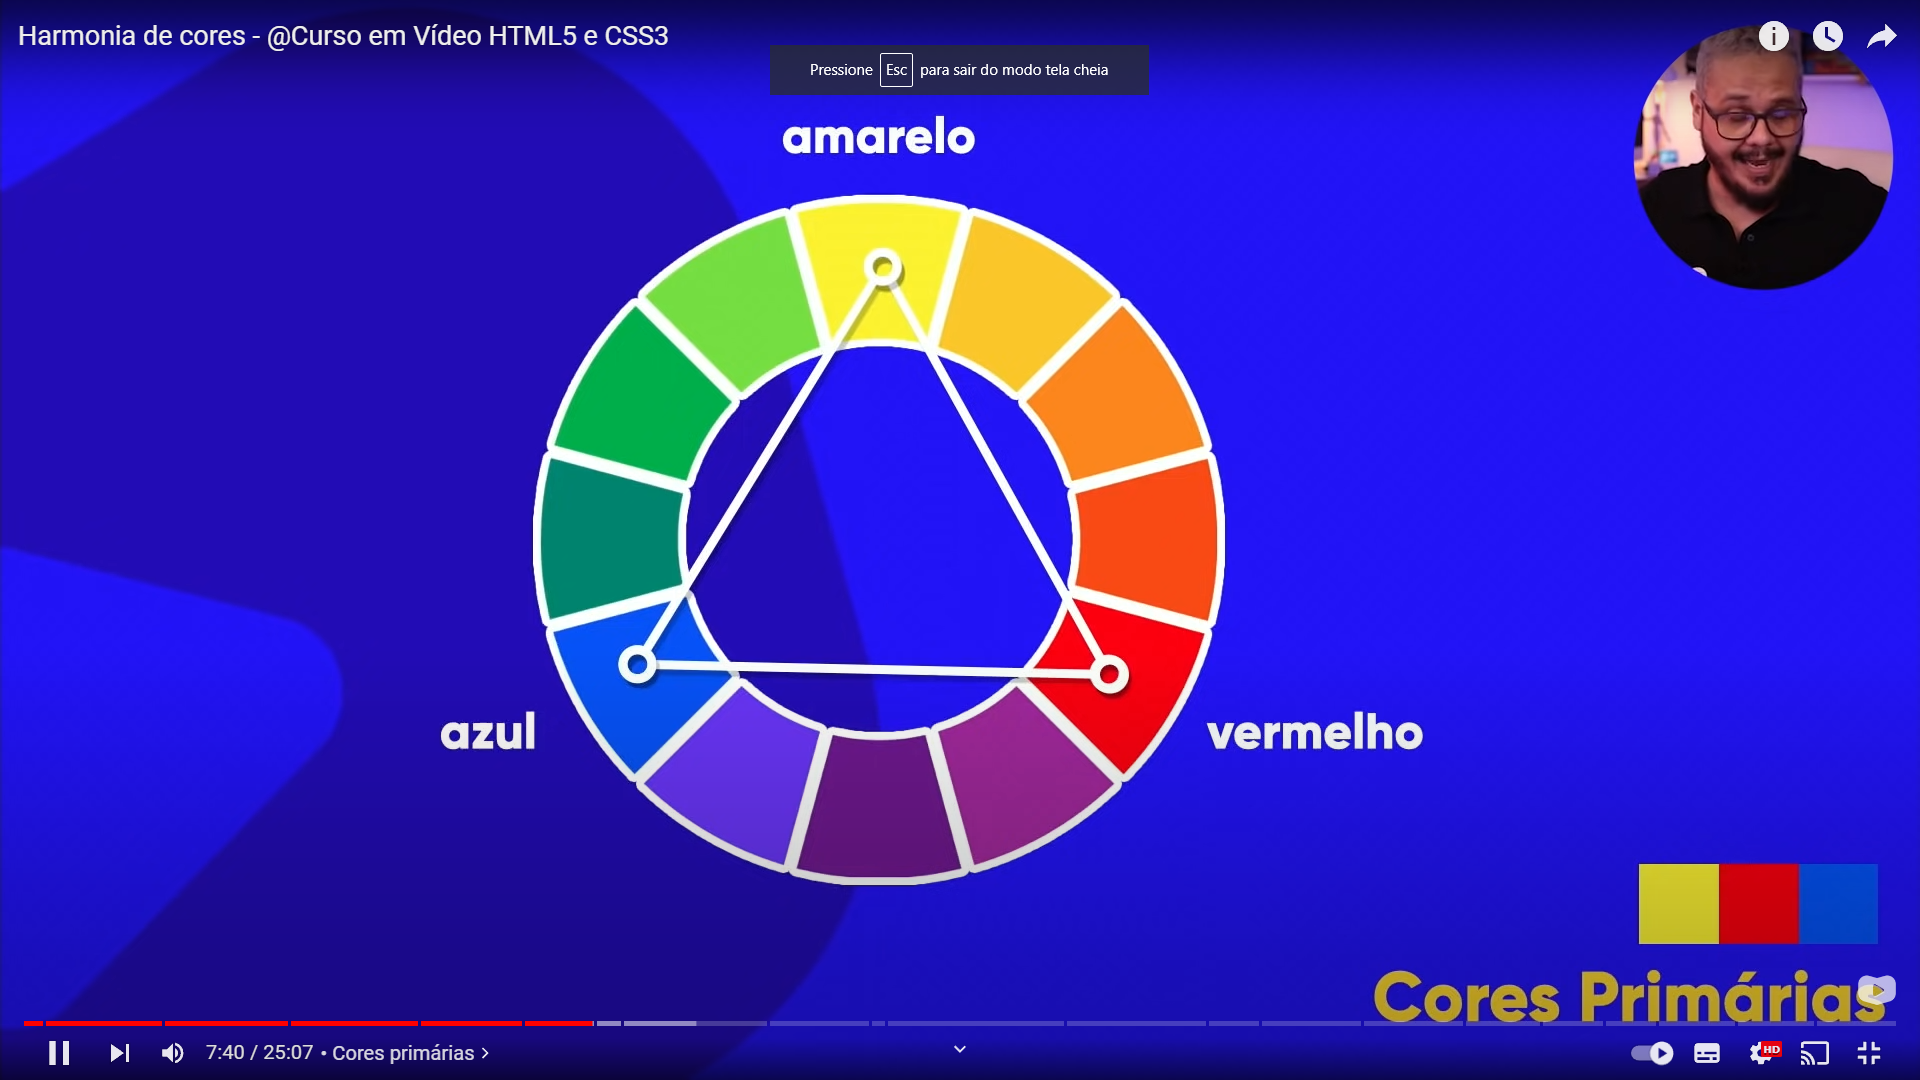 Harmonia de cores - @Curso em Vídeo HTML5 e CSS3
Pressione Esc para sair do modo tela cheia
amarelo
azul
vermelho
Cores Primárias
7:40 / 25:07 • Cores primárias
HD